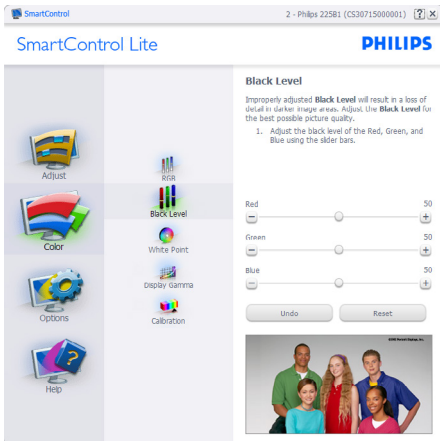 SmartControl
2 - Philips 225B1 (CS30715000001)
?
SmartControl Lite
PHILIPS
Adjust
Color
Options
Help
RGB
Black Level
White Point
Display Gamma
Calibration
Black Level
Improperly adjusted Black Level will result in a loss of
detail in darker image areas. Adjust the Black Level for
the best possible picture quality.
1. Adjust the black level of the Red, Green, and
Blue using the slider bars.
Red 50
Green 50
Blue 50
Undo Reset